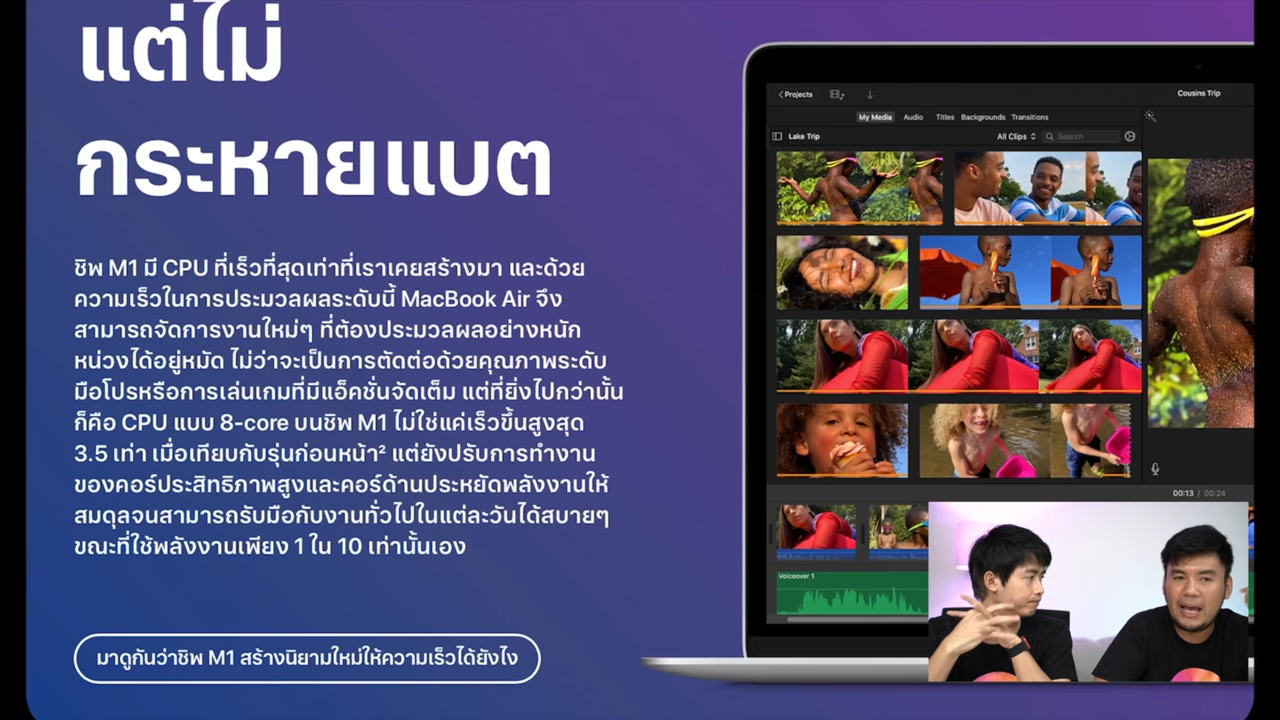 แต่ไม่
กระหายแบต
ชิพ M1 มี CPU ที่เร็วที่สุดเท่าที่เราเคยสร้างมา และด้วย
ความเร็วในการประมวลผลระดับนี้ MacBook Air จึง
สามารถจัดการงานใหม่ๆ ที่ต้องประมวลผลอย่างหนัก
หน่วงได้อยู่หมัด ไม่ว่าจะเป็นการตัดต่อด้วยคุณภาพระดับ
มือโปรหรือการเล่นเกมที่มีแอ็คชั่นจัดเต็ม แต่ที่ยิ่งไปกว่านั้น
ก็คือ CPU แบบ 8-core บนชิพ M1 ไม่ใช่แค่เร็วขึ้นสูงสุด
3.5 เท่า เมื่อเทียบกับรุ่นก่อนหน้า² แต่ยังปรับการทำงาน
ของคอร์ประสิทธิภาพสูงและคอร์ด้านประหยัดพลังงานให้
สมดุลจนสามารถรับมือกับงานทั่วไปในแต่ละวันได้สบายๆ
ขณะที่ใช้พลังงานเพียง 1 ใน 10 เท่านั้นเอง
มาดูกันว่าชิพ M1 สร้างนิยามใหม่ให้ความเร็วได้ยังไง
Projects
Cousins Trip
My Media Audio Titles Backgrounds Transitions
Lake Trip
All Clips
Search
00:13 / 00:24
Voiceover 1